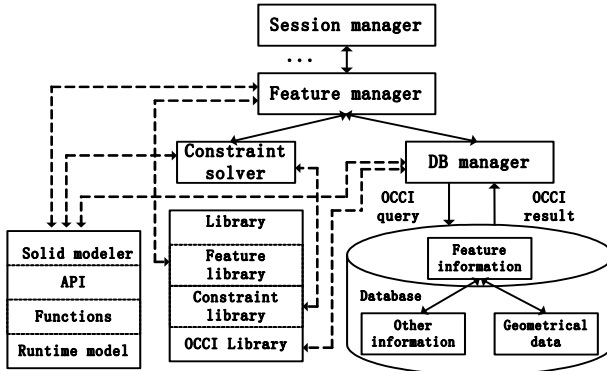 Session manager
...
Feature manager
Constraint
solver
DB manager
OCCI
query
OCCI
result
Solid modeler
API
Functions
Runtime model
Library
Feature
library
Constraint
library
OCCI Library
Feature
information
Database
Other
information
Geometrical
data